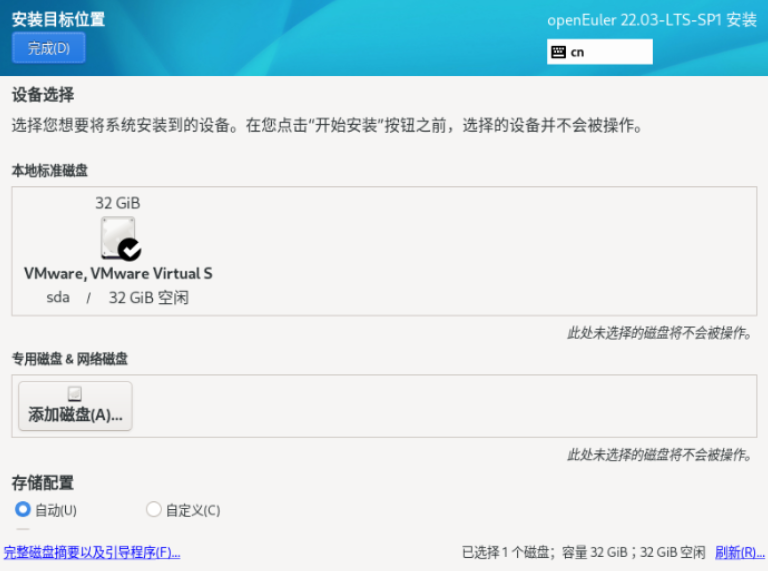 安装目标位置
openEuler 22.03-LTS-SP1 安装
完成(D)
cn
设备选择
选择您想要将系统安装到的设备。在您点击“开始安装”按钮之前，选择的设备并不会被操作。
本地标准磁盘
32 GiB
VMware, VMware Virtual S
sda / 32 GiB 空闲
此处未选择的磁盘将不会被操作。
专用磁盘 & 网络磁盘
添加磁盘(A)...
此处未选择的磁盘将不会被操作。
存储配置
自动(U) 自定义(C)
完整磁盘摘要以及引导程序(F)... 已选择 1 个磁盘；容量 32 GiB；32 GiB 空闲 刷新(R)...